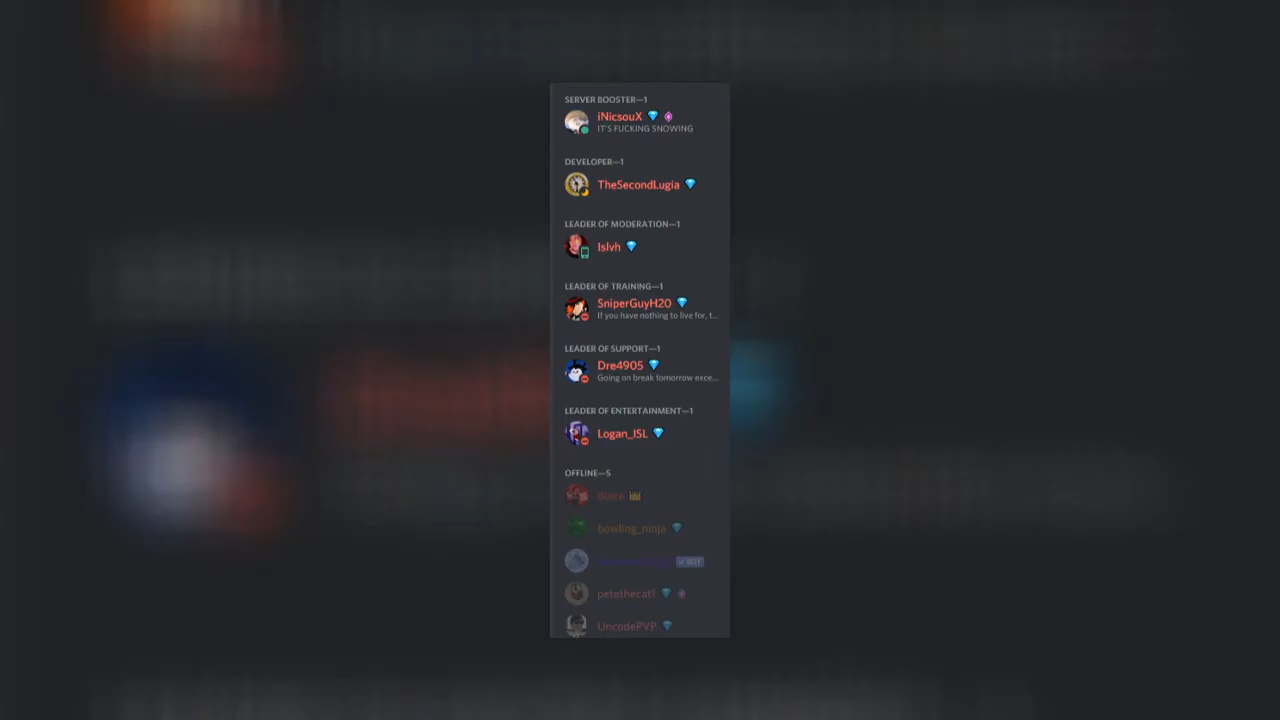 SERVER BOOSTER—1
iNicsouX
IT'S FUCKING SNOWING
DEVELOPER—1
TheSecondLugia
LEADER OF MODERATION—1
Islvh
LEADER OF TRAINING—1
SniperGuyH20
If you have nothing to live for, t...
LEADER OF SUPPORT—1
Dre4905
Going on break tomorrow exce...
LEADER OF ENTERTAINMENT—1
Logan_ISL
OFFLINE—5
bowling_ninja
BOT
petethecat1
UncodePVP